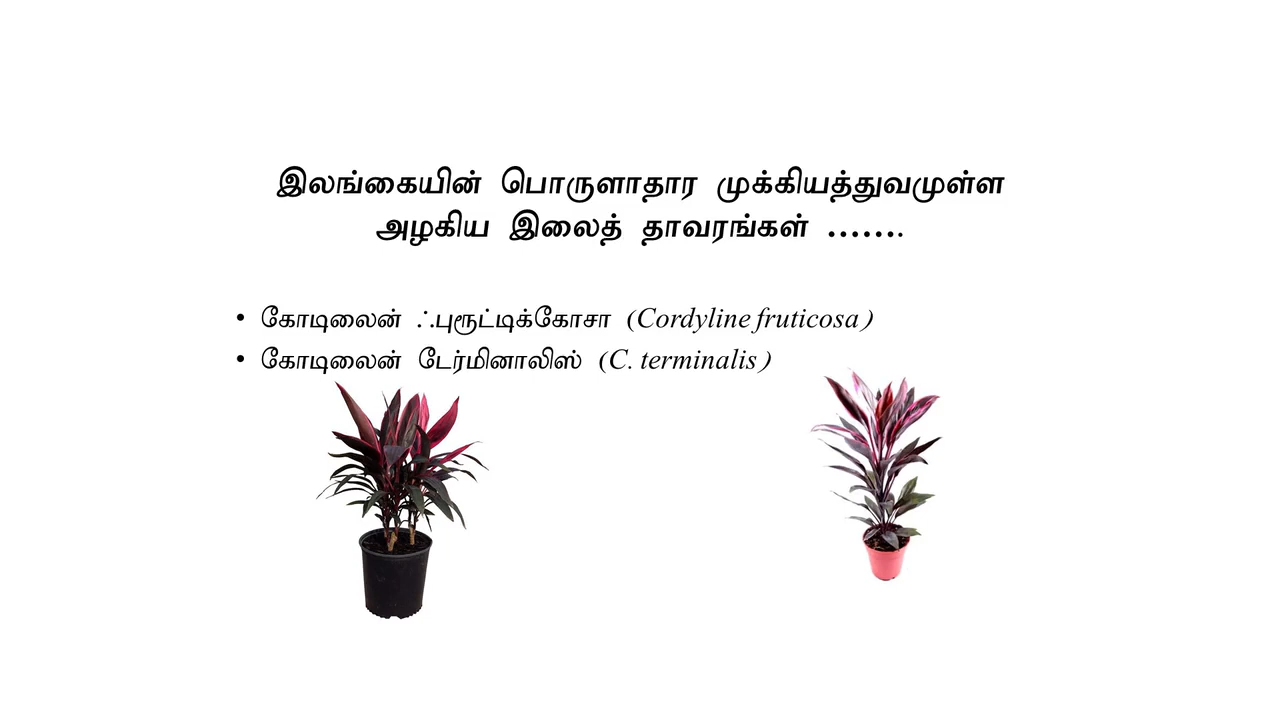 இலங்கையின் பொருளாதார முக்கியத்துவமுள்ள
அழகிய இலைத் தாவரங்கள் …….
• கோடிலைன் ஃபுரூட்டிக்கோசா (Cordyline fruticosa)
• கோடிலைன் டேர்மினாலிஸ் (C. terminalis)